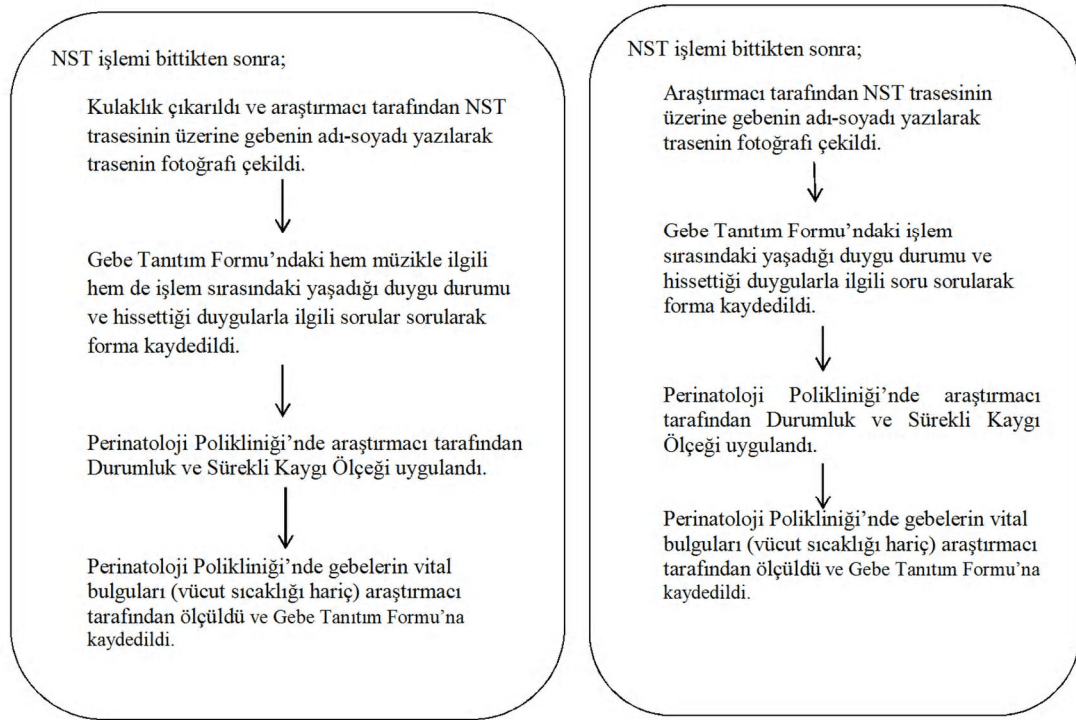 NST işlemi bittikten sonra;
Kulaklık çıkarıldı ve araştırmacı tarafından NST
trasesinin üzerine gebenin adı-soyadı yazılarak
trasenin fotoğrafı çekildi.
Gebe Tanıtım Formu’ndaki hem müzikle ilgili
hem de işlem sırasındaki yaşadığı duygu durumu
ve hissettiği duygularla ilgili sorular sorularak
forma kaydedildi.
Perinatoloji Polikliniği’nde araştırmacı tarafından
Durumluk ve Sürekli Kaygı Ölçeği uygulandı.
Perinatoloji Polikliniği’nde gebelerin vital
bulguları (vücut sıcaklığı hariç) araştırmacı
tarafından ölçüldü ve Gebe Tanıtım Formu’na
kaydedildi.
NST işlemi bittikten sonra;
Araştırmacı tarafından NST trasesinin
üzerine gebenin adı-soyadı yazılarak
trasenin fotoğrafı çekildi.
Gebe Tanıtım Formu’ndaki işlem
sırasındaki yaşadığı duygu durumu ve
hissettiği duygularla ilgili soru sorularak
forma kaydedildi.
Perinatoloji Polikliniği’nde araştırmacı
tarafından Durumluk ve Sürekli Kaygı
Ölçeği uygulandı.
Perinatoloji Polikliniği’nde gebelerin vital
bulguları (vücut sıcaklığı hariç) araştırmacı
tarafından ölçüldü ve Gebe Tanıtım Formu’na
kaydedildi.